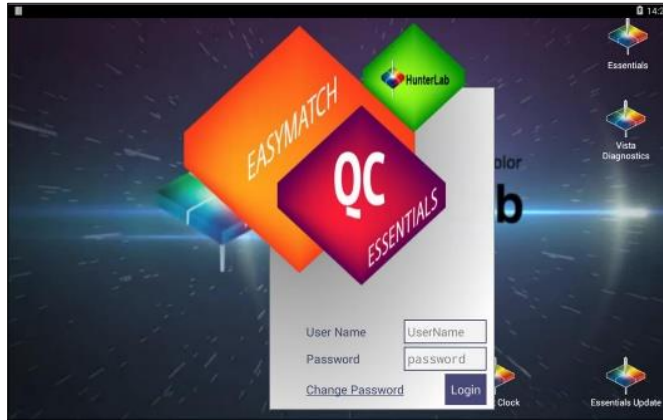 14:2
Essentials
HunterLab
EASYMATCH
Vista
Diagnostics
olor
QC
b
ESSENTIALS
User Name
UserName
Password
password
Change Password
Login
Clock
Essentials Update